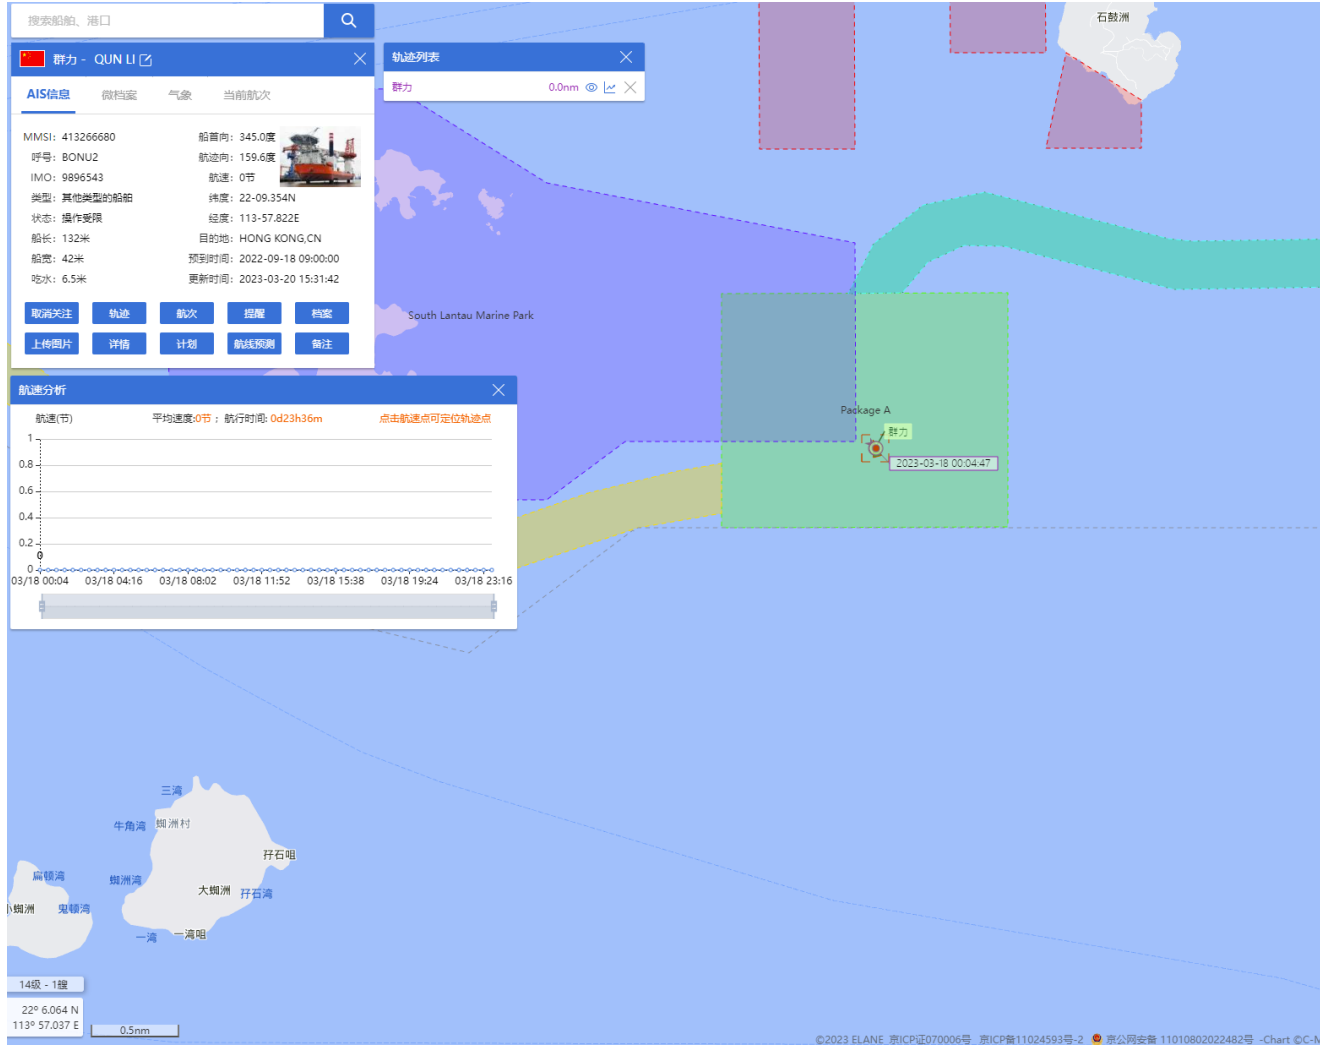 搜索船舶、港口
群力 - QUN LI
AIS信息 微档案 气象 当前航次
MMSI: 413266680 船首向: 345.0度
呼号: BONU2 航迹向: 159.6度
IMO: 9896543 航速: 0节
类型: 其他类型的船舶 纬度: 22-09.354N
状态: 操作受限 经度: 113-57.822E
船长: 132米 目的地: HONG KONG,CN
船宽: 42米 预到时间: 2022-09-18 09:00:00
吃水: 6.5米 更新时间: 2023-03-20 15:31:42
取消关注 轨迹 航次 提醒 档案
上传图片 详情 计划 航线预测 备注
轨迹列表
群力 0.0nm
石鼓洲
South Lantau Marine Park
Package A
群力
2023-03-18 00:04:47
航速分析
航速(节) 平均速度:0节 ; 航行时间: 0d23h36m 点击航速点可定位轨迹点
1
0.8
0.6
0.4
0.2
0
0
03/18 00:04 03/18 04:16 03/18 08:02 03/18 11:52 03/18 15:38 03/18 19:24 03/18 23:16
三湾
牛角湾 蜘洲村
孖石咀
扁顿湾 蜘洲湾 大蜘洲 孖石湾
小蜘洲 鬼顿湾
一湾 一湾咀
14级 - 1艘
22º 6.064 N
113º 57.037 E
0.5nm
©2023 ELANE 京ICP证070006号 京ICP备11024593号-2 京公网安备 11010802022482号 -Chart ©C-M